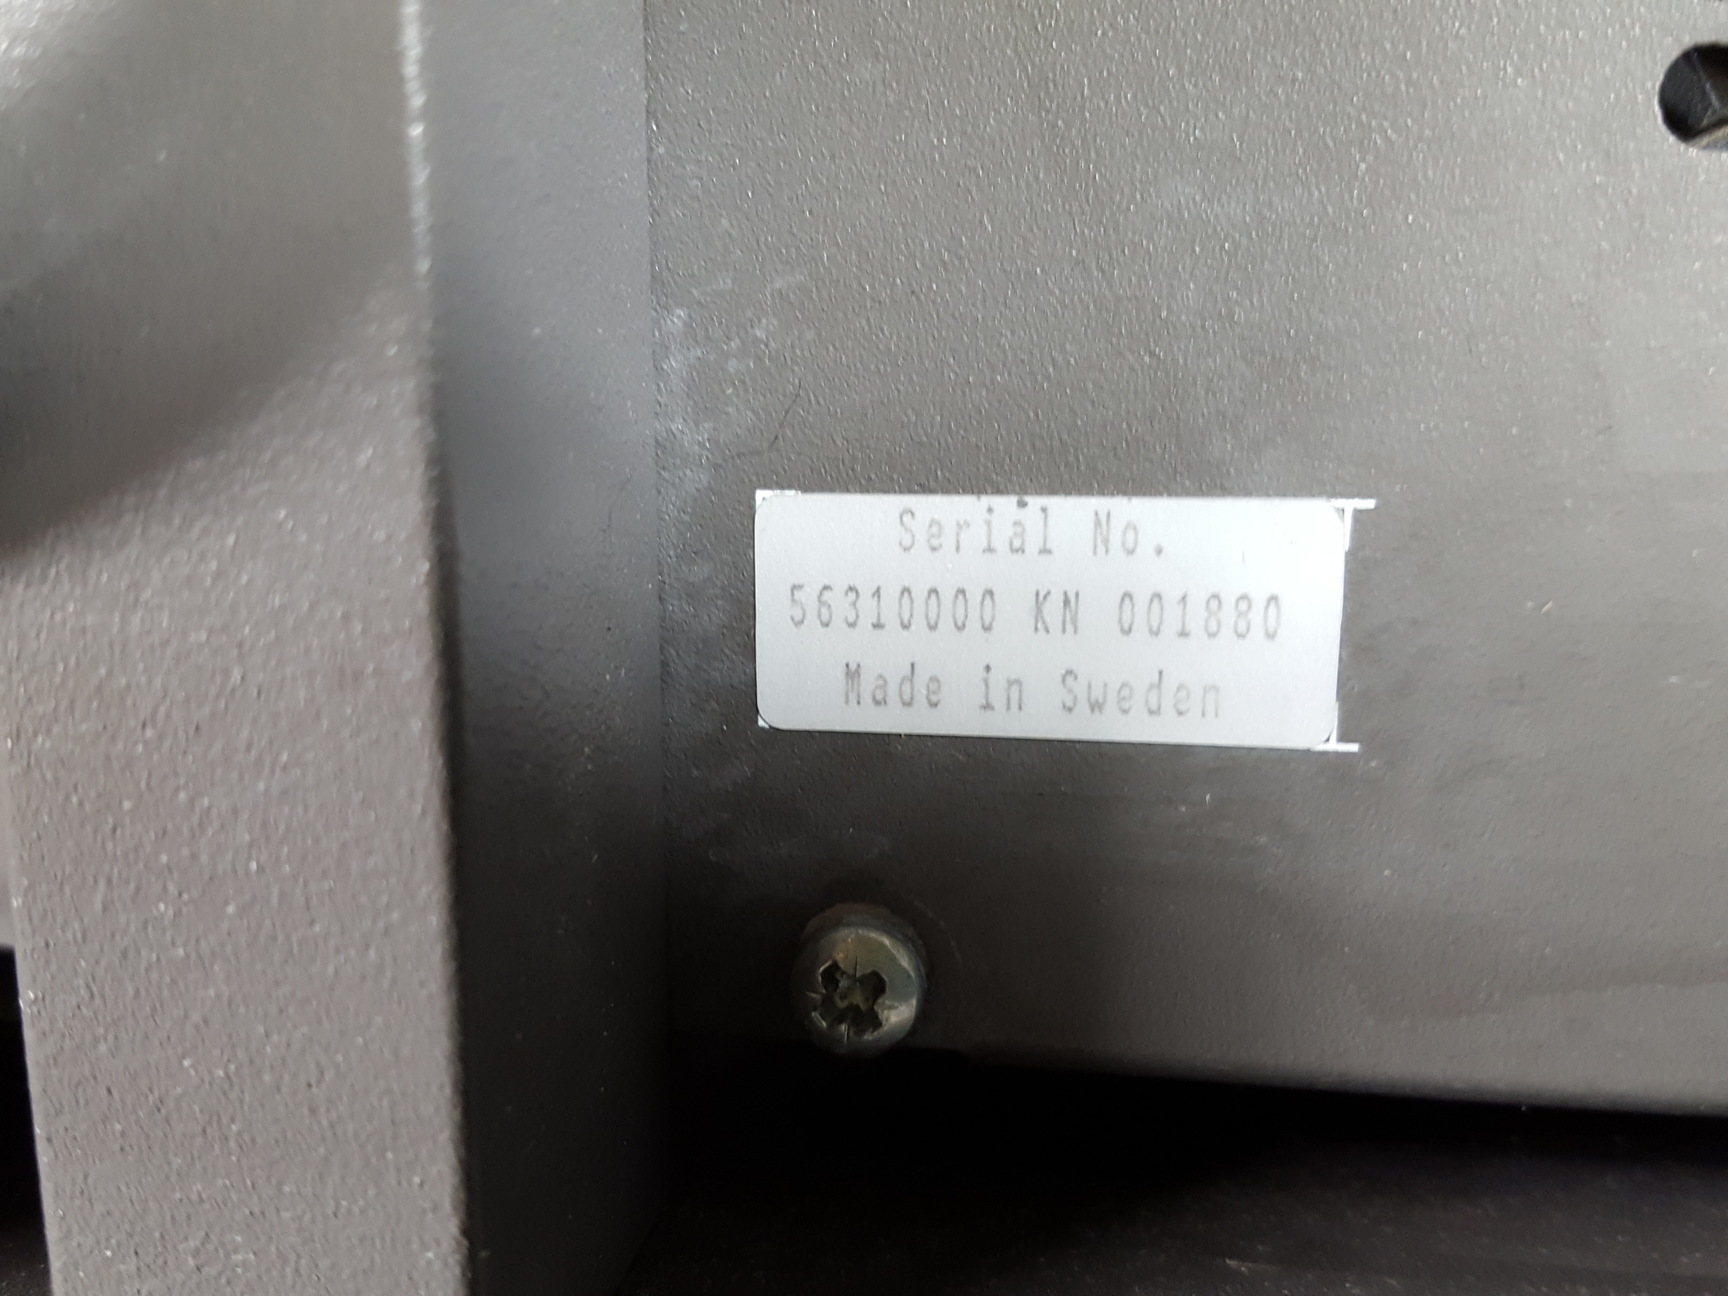 Serial No.
56310000 KN 001880
Made in Sweden